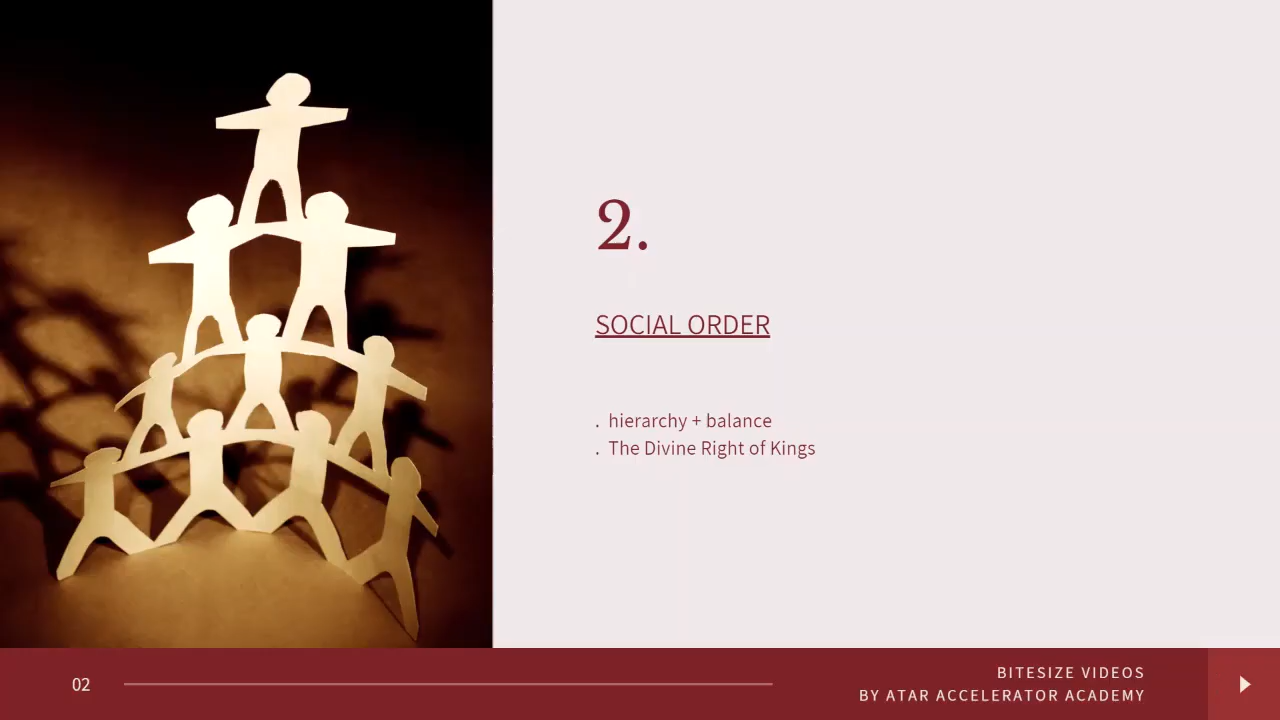 2.
SOCIAL ORDER
. hierarchy + balance
. The Divine Right of Kings
02
BITESIZE VIDEOS
BY ATAR ACCELERATOR ACADEMY